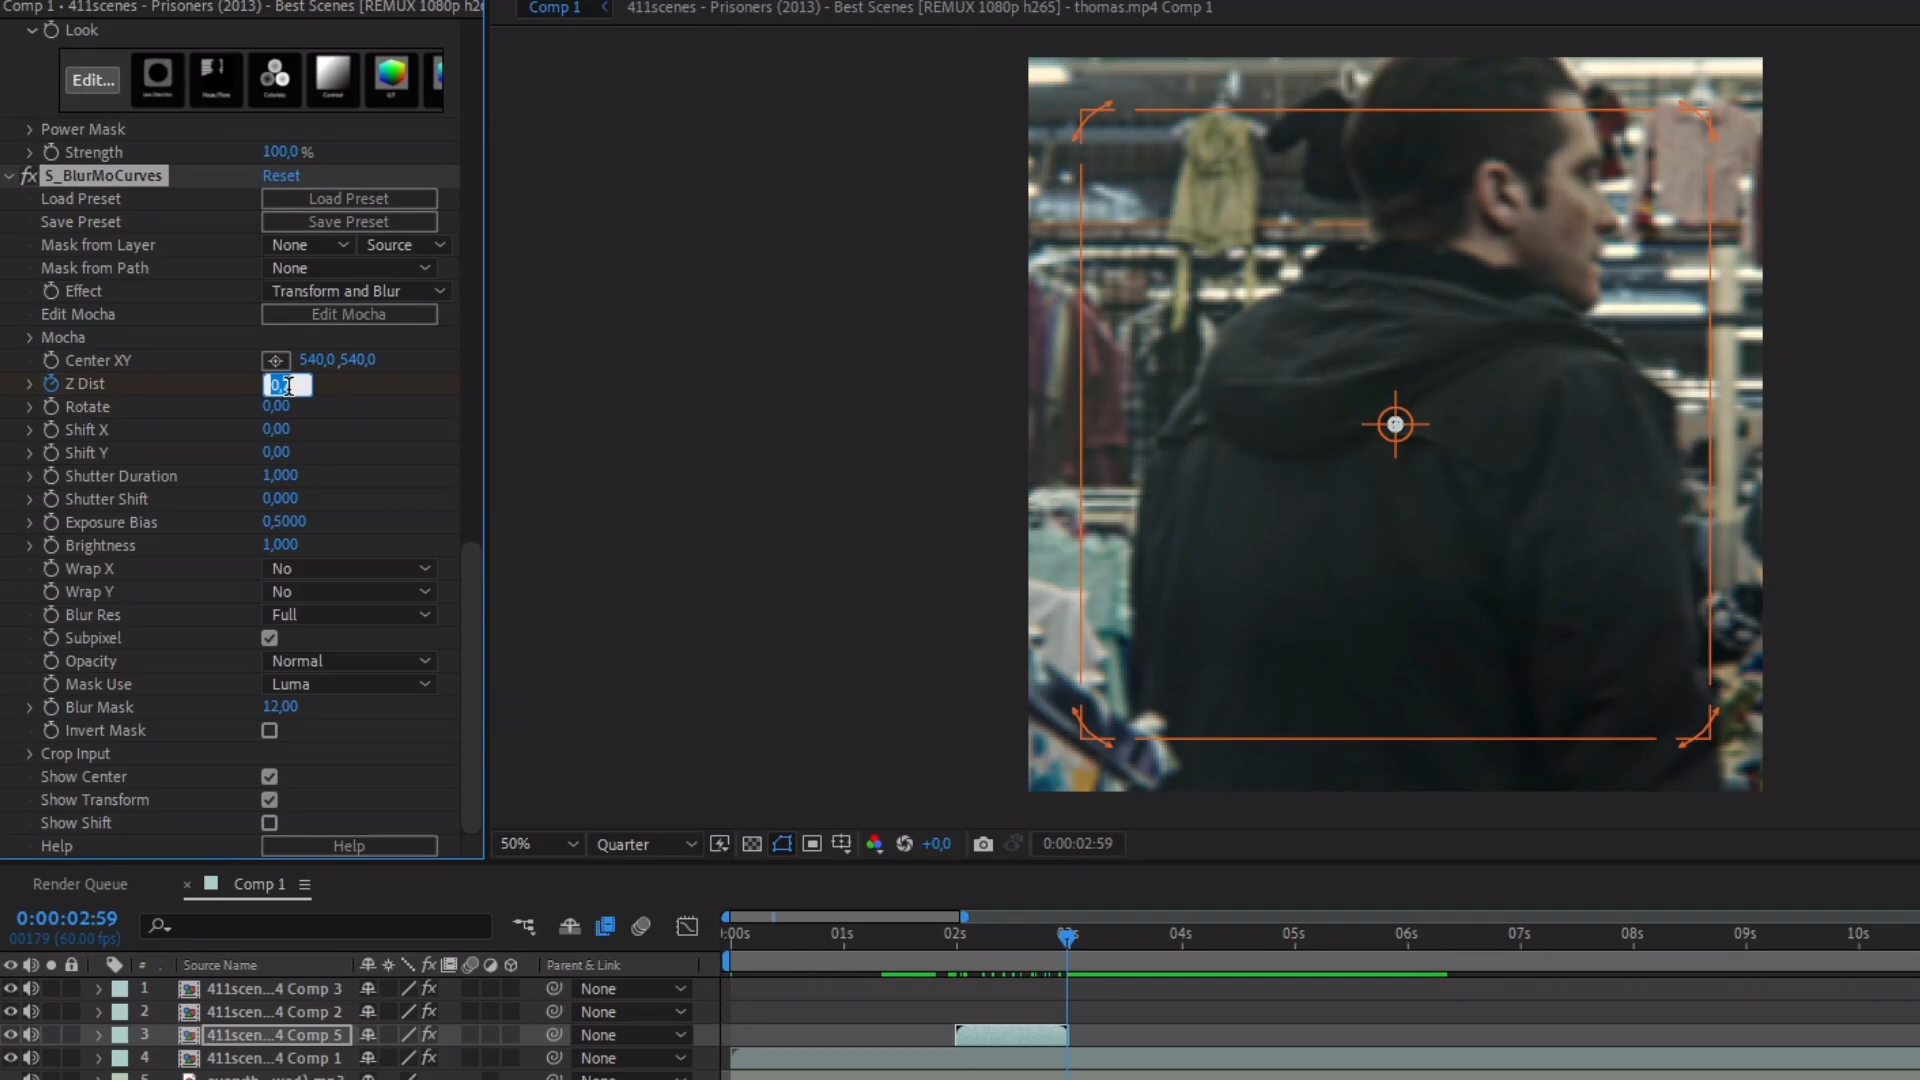 Comp 1 • 411scenes - Prisoners (2013) - Best Scenes [REMUX 1080p h26
Comp 1 411scenes - Prisoners (2013) - Best Scenes [REMUX 1080p h265] - thomas.mp4 Comp 1
Look
Edit...
Power Mask
Strength 100,0 %
fx S_BlurMoCurves Reset
Load Preset Load Preset
Save Preset Save Preset
Mask from Layer None Source
Mask from Path None
Effect Transform and Blur
Edit Mocha Edit Mocha
Mocha
Center XY 540,0 ,540,0
Z Dist
Rotate 0,00
Shift X 0,00
Shift Y 0,00
Shutter Duration 1,000
Shutter Shift 0,000
Exposure Bias 0,5000
Brightness 1,000
Wrap X No
Wrap Y No
Blur Res Full
Subpixel
Opacity Normal
Mask Use Luma
Blur Mask 12,00
Invert Mask
Crop Input
Show Center
Show Transform
Show Shift
Help Help
50% Quarter +0,0 0:00:02:59
Render Queue × Comp 1
0:00:02:59
00179 (60.00 fps)
:00s 01s 02s 04s 05s 06s 07s 08s 09s 10s
# Source Name fx Parent & Link
1 411scen...4 Comp 3 fx None
2 411scen...4 Comp 2 fx None
3 411scen...4 Comp 5 fx None
4 411scen...4 Comp 1 fx None